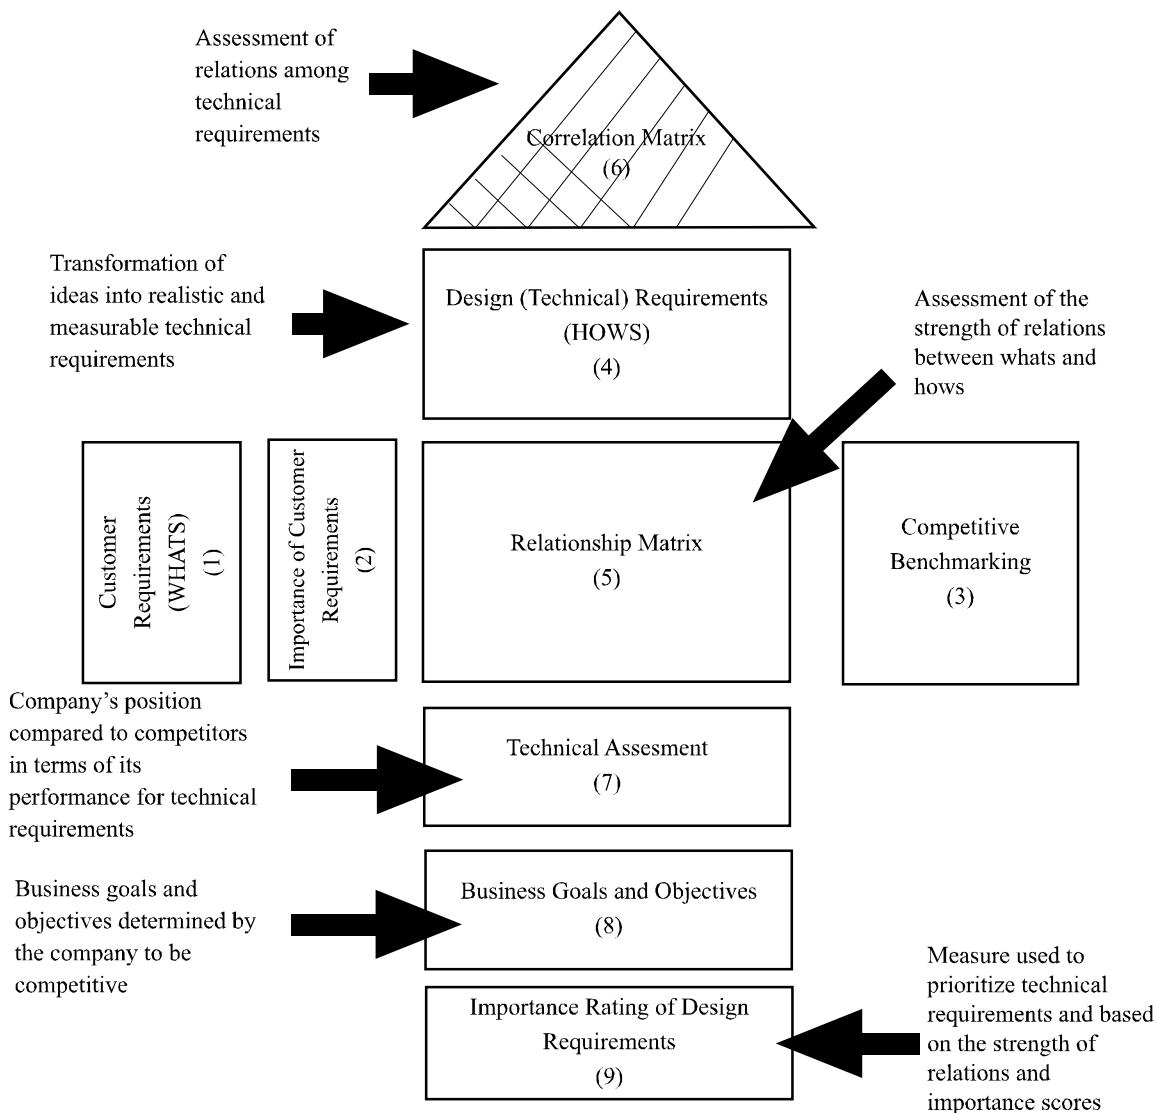 Assessment of
relations among
technical
requirements
Correlation Matrix
(6)
Transformation of
ideas into realistic and
measurable technical
requirements
Design (Technical) Requirements
(HOWS)
(4)
Assessment of the
strength of relations
between whats and
hows
Customer
Requirements
(WHATS)
(1)
Importance of Customer
Requirements
(2)
Relationship Matrix
(5)
Competitive
Benchmarking
(3)
Company’s position
compared to competitors
in terms of its
performance for technical
requirements
Technical Assesment
(7)
Business goals and
objectives determined by
the company to be
competitive
Business Goals and Objectives
(8)
Importance Rating of Design
Requirements
(9)
Measure used to
prioritize technical
requirements and based
on the strength of
relations and
importance scores